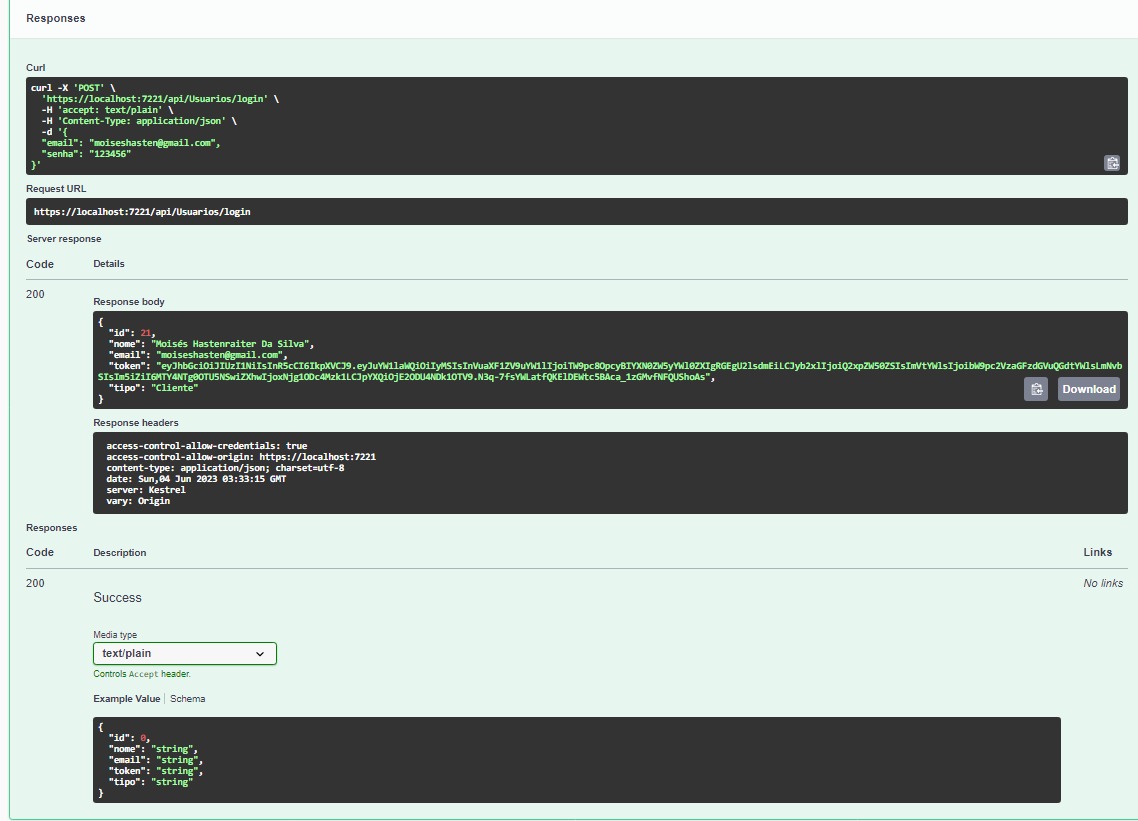 Responses
Curl
curl -X 'POST' \
'https://localhost:7221/api/Usuarios/login' \
-H 'accept: text/plain' \
-H 'Content-Type: application/json' \
-d '{
"email": "moiseshasten@gmail.com",
"senha": "123456"
}'
Request URL
https://localhost:7221/api/Usuarios/login
Server response
Code Details
200
Response body
{
"id": 21,
"nome": "Moisés Hastenraiter Da Silva",
"email": "moiseshasten@gmail.com",
"token":
"tipo": "Cliente"
}
Download
Response headers
access-control-allow-credentials: true
access-control-allow-origin: https://localhost:7221
content-type: application/json; charset=utf-8
date: Sun,04 Jun 2023 03:33:15 GMT
server: Kestrel
vary: Origin
Responses
Code Description Links
200 No links
Success
Media type
text/plain
Controls Accept header.
Example Value Schema
{
"id": 0,
"nome": "string",
"email": "string",
"token": "string",
"tipo": "string"
}